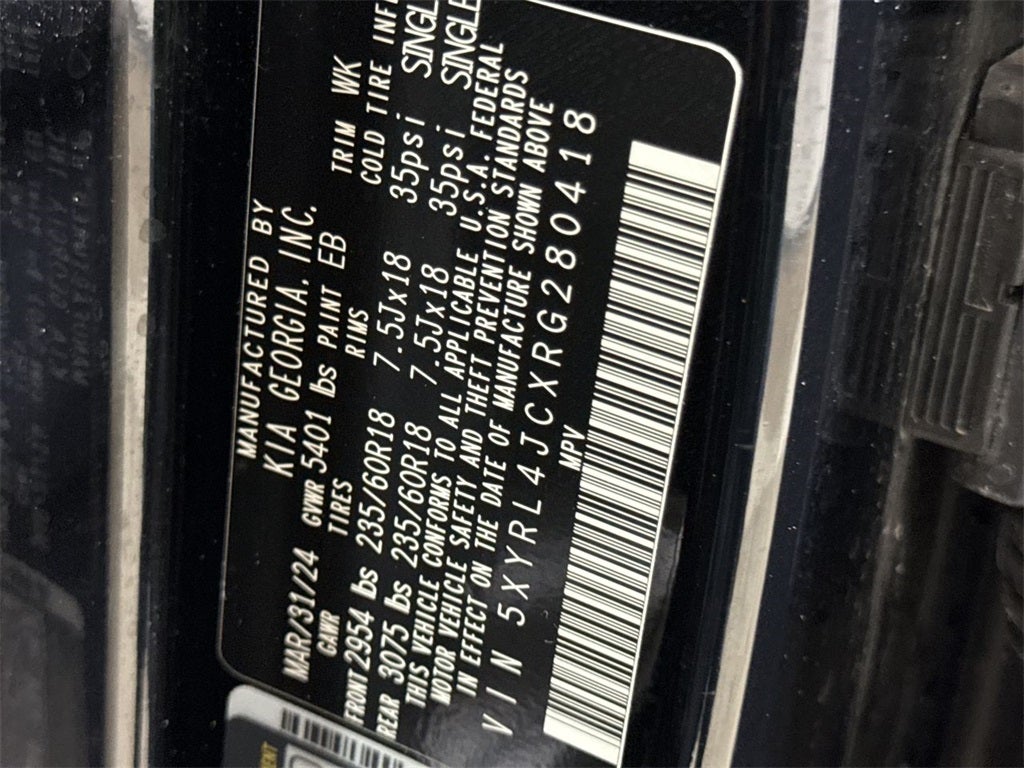 MANUFACTURED BY
KIA GEORGIA. INC.
MAR/31/24 GVWR 5401 lbs PAINT EB TRIM WK
GAWR TIRES RIMS COLD TIRE
FRONT 2954 lbs 235/60R18 7.5Jx18 35psi SINGL
REAR 3075 lbs 235/60R18 7.5Jx18 35psi SINGLE
THIS VEHICLE CONFORMS TO ALL APPLICABLE U.S.A. FEDERAL
MOTOR VEHICLE SAFETY AND THEFT PREVENTION STANDARDS
IN EFFECT ON THE DATE OF MANUFACTURE SHOWN ABOVE
VIN 5XYRL4JCXRG280418
MPV